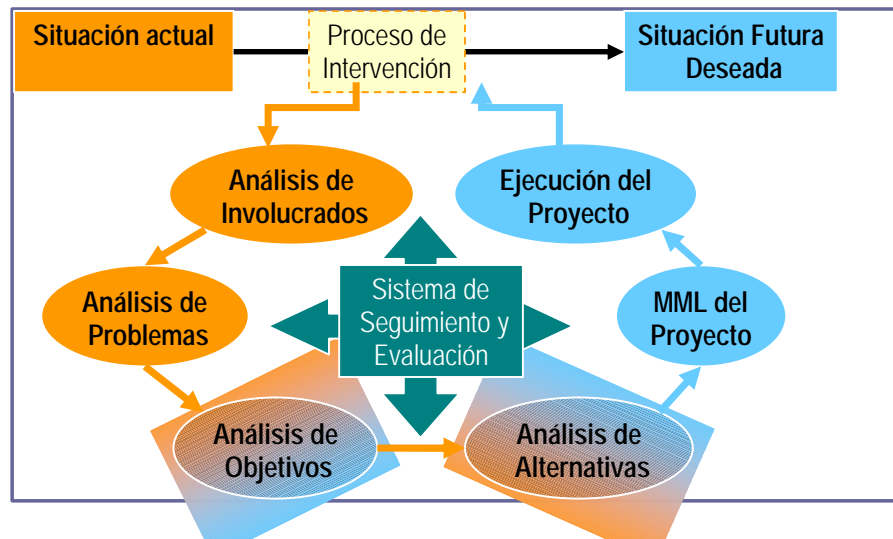 Situación actual
Proceso de
Intervención
Situación Futura
Deseada
Análisis de
Involucrados
Ejecución del
Proyecto
Sistema de
Seguimiento y
Evaluación
Análisis de
Problemas
MML del
Proyecto
Análisis de
Objetivos
Análisis de
Alternativas